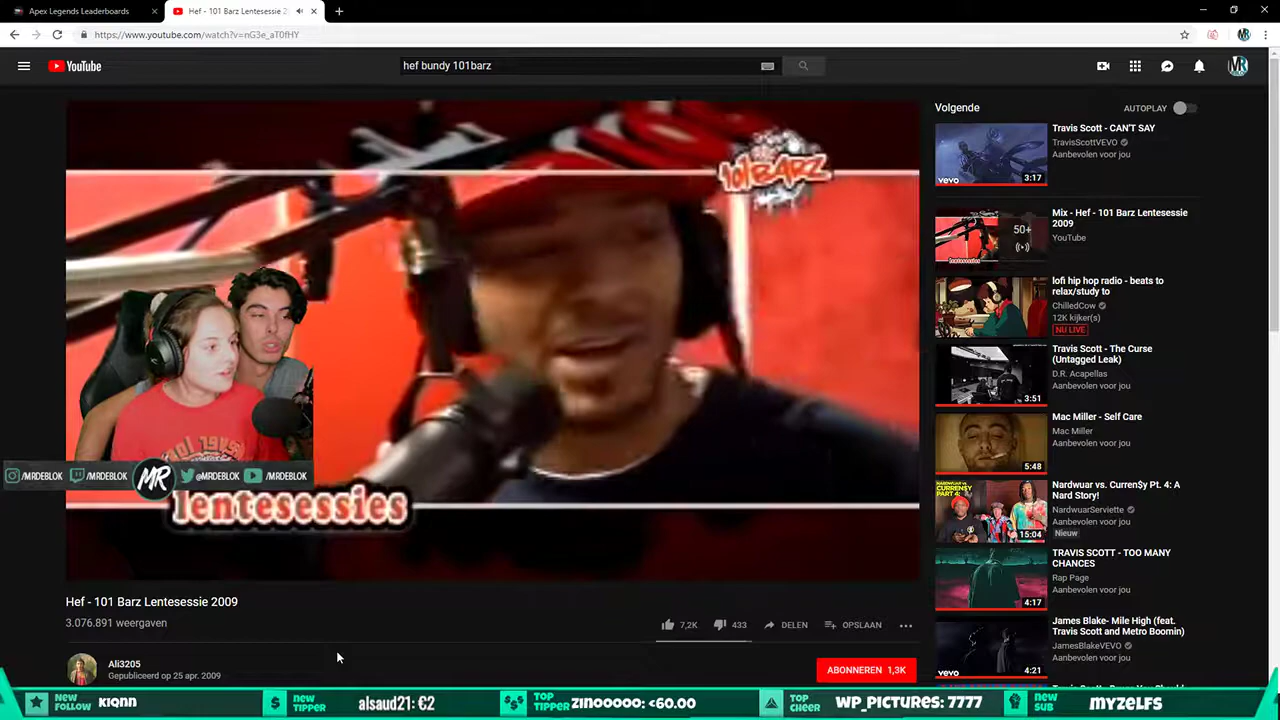 Apex Legends Leaderboards
Hef - 101 Barz Lentesessie 2
https://www.youtube.com/watch?v=nG3e_aT0fHY
YouTube
hef bundy 101barz
101BARZ
lentesessies
/MRDEBLOK
/MRDEBLOK
MR
@MRDEBLOK
/MRDEBLOK
Hef - 101 Barz Lentesessie 2009
3.076.891 weergaven
7,2K
433
DELEN
OPSLAAN
Ali3205
Gepubliceerd op 25 apr. 2009
ABONNEREN 1,3K
Volgende
AUTOPLAY
Travis Scott - CAN'T SAY
TravisScottVEVO
Aanbevolen voor jou
vevo
3:17
Mix - Hef - 101 Barz Lentesessie
2009
YouTube
50+
lofi hip hop radio - beats to
relax/study to
ChilledCow
12K kijker(s)
NU LIVE
Travis Scott - The Curse
(Untagged Leak)
D.R. Acapellas
Aanbevolen voor jou
3:51
Mac Miller - Self Care
Mac Miller
Aanbevolen voor jou
5:48
Nardwuar vs. Curren$y Pt. 4: A
Nard Story!
NardwuarServiette
Aanbevolen voor jou
Nieuw
15:04
TRAVIS SCOTT - TOO MANY
CHANCES
Rap Page
Aanbevolen voor jou
4:17
James Blake- Mile High (feat.
Travis Scott and Metro Boomin)
JamesBlakeVEVO
Aanbevolen voor jou
vevo
4:21
NEW FOLLOW KIQNN
NEW TIPPER alsaud21: €2
TOP TIPPER ZINOOOOO: €60.00
TOP CHEER WP_PICTURES: 7777
NEW SUB MYZELFS